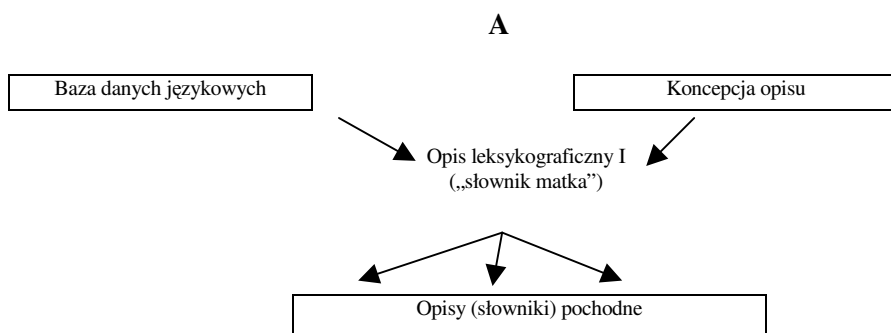 A
Baza danych językowych
Koncepcja opisu
Opis leksykograficzny I
(„słownik matka”)
Opisy (słowniki) pochodne